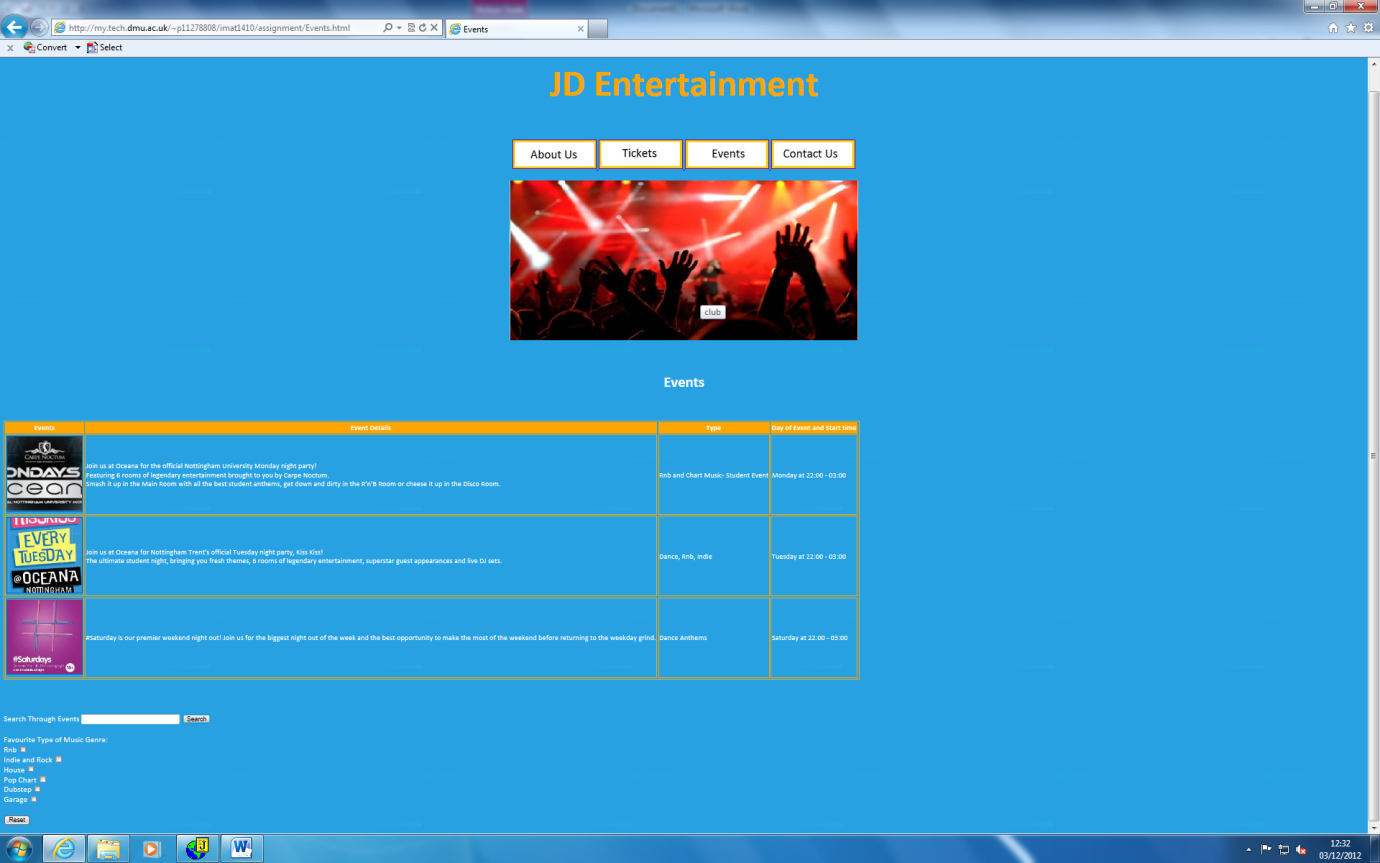 Documents - Microsoft Word
http://my.tech.dmu.ac.uk/~p11278808/imat1410/assignment/Events.html
Events
x Convert Select
JD Entertainment
About Us Tickets Events Contact Us
club
Events
Events Event Details Type Day of Event and Start time
CARPE NOCTUM
ONDAYS
cean
Join us at Oceana for the official Nottingham University Monday night party!
Featuring 6 rooms of legendary entertainment brought to you by Carpe Noctum.
Smash it up in the Main Room with all the best student anthems, get down and dirty in the R'n'B Room or cheese it up in the Disco Room.
Rnb and Chart Music- Student Event
Monday at 22:00 - 03:00
EVERY
TUESDAY
@OCEANA
NOTTINGHAM
Join us at Oceana for Nottingham Trent's official Tuesday night party, Kiss Kiss!
The ultimate student night, bringing you fresh themes, 6 rooms of legendary entertainment, superstar guest appearances and live DJ sets.
Dance, Rnb, Indie
Tuesday at 22:00 - 03:00
#Saturdays
#Saturday is our premier weekend night out! Join us for the biggest night out of the week and the best opportunity to make the most of the weekend before returning to the weekday grind.
Dance Anthems
Saturday at 22:00 - 03:00
Search Through Events Search
Favourite Type of Music Genre:
Rnb
Indie and Rock
House
Pop Chart
Dubstep
Garage
Reset
12:32
03/12/2012